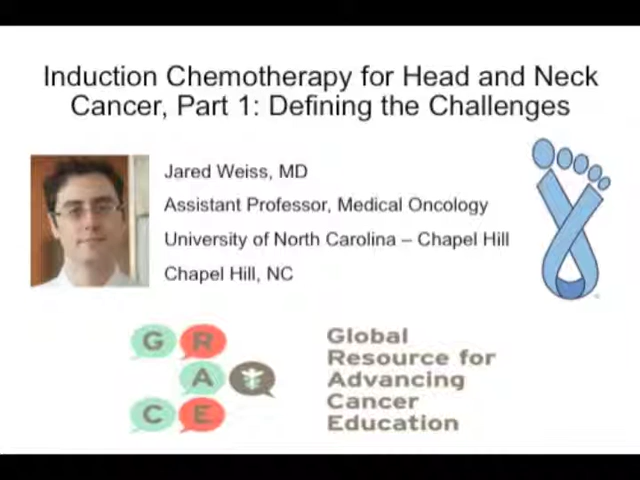 Induction Chemotherapy for Head and Neck
Cancer, Part 1: Defining the Challenges
Jared Weiss, MD
Assistant Professor, Medical Oncology
University of North Carolina – Chapel Hill
Chapel Hill, NC
G R
A
C E
Global
Resource for
Advancing
Cancer
Education